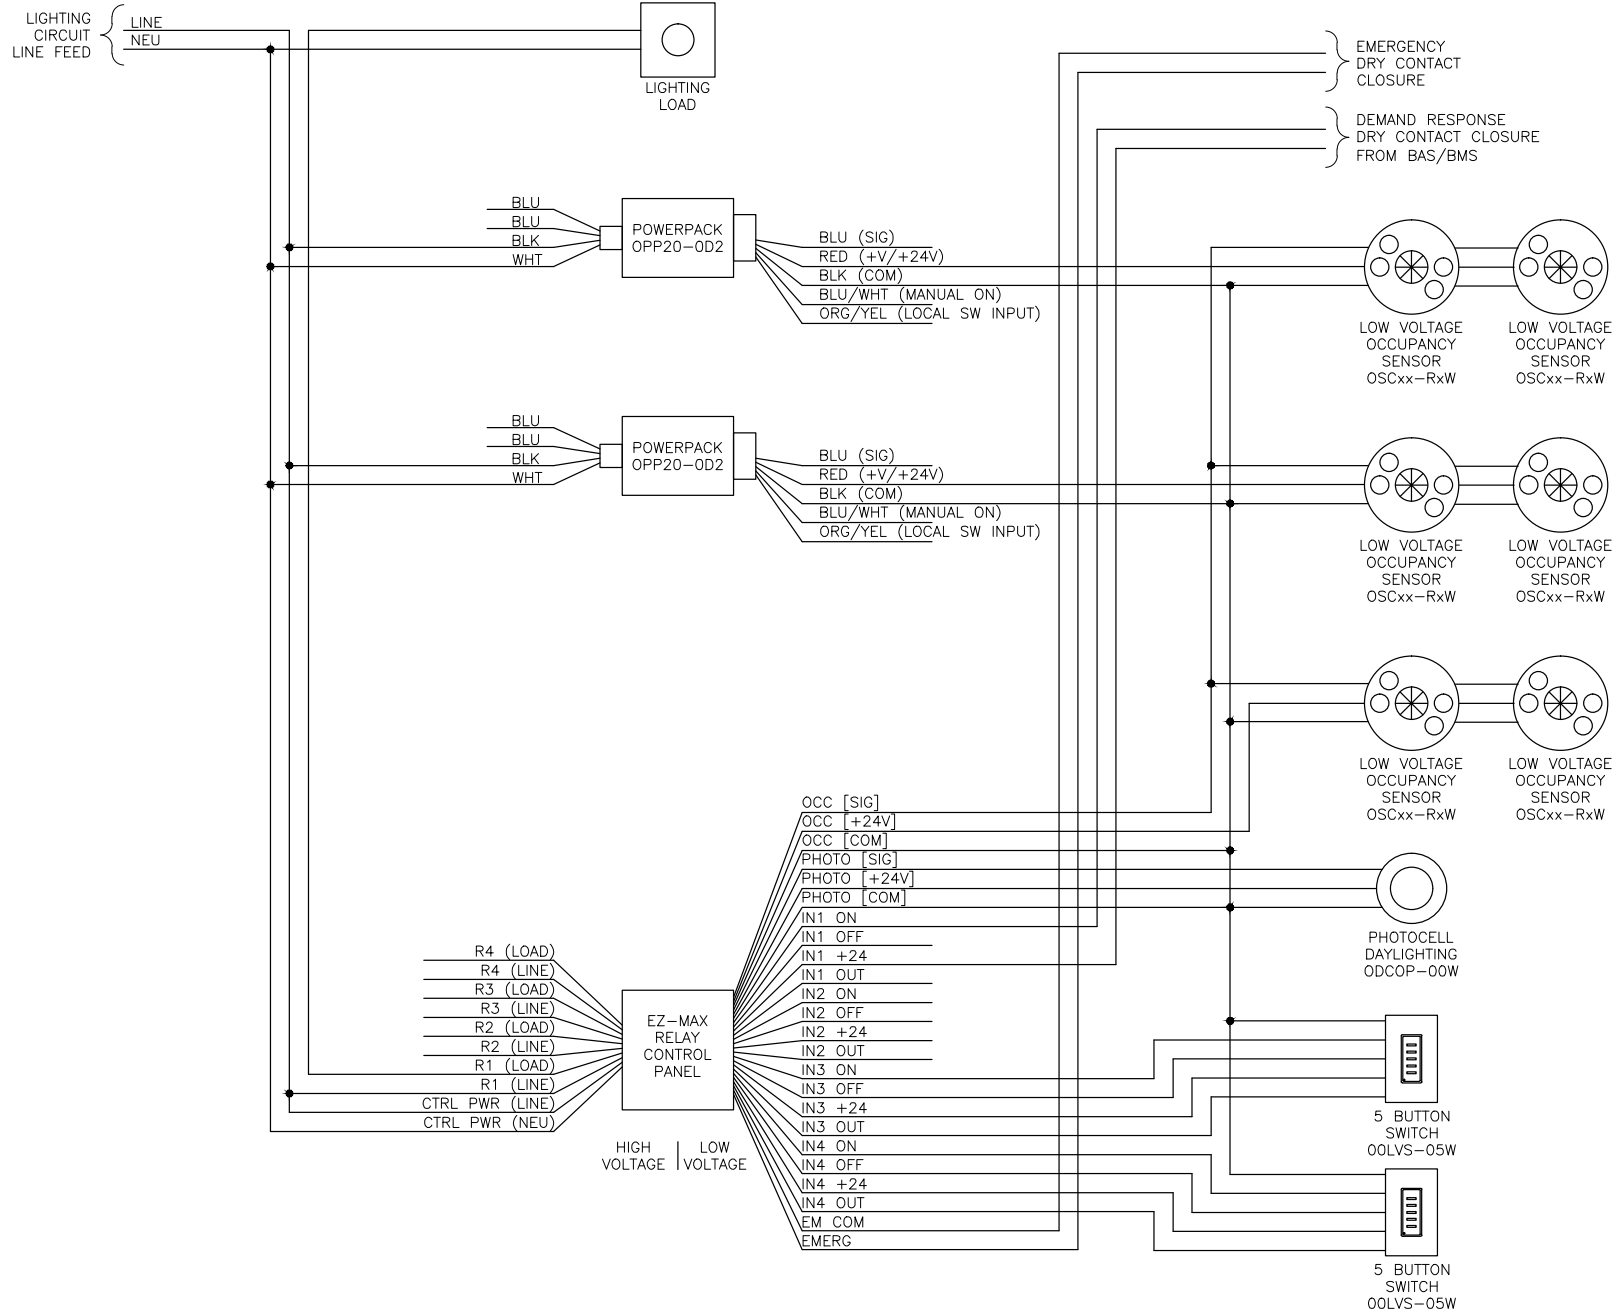 LIGHTING
CIRCUIT
LINE FEED
LINE
NEU
LIGHTING
LOAD
EMERGENCY
DRY CONTACT
CLOSURE
DEMAND RESPONSE
DRY CONTACT CLOSURE
FROM BAS/BMS
BLU
BLU
BLK
WHT
POWERPACK
OPP20-0D2
BLU (SIG)
RED (+V/+24V)
BLK (COM)
BLU/WHT (MANUAL ON)
ORG/YEL (LOCAL SW INPUT)
LOW VOLTAGE
OCCUPANCY
SENSOR
OSCxx-RxW
LOW VOLTAGE
OCCUPANCY
SENSOR
OSCxx-RxW
BLU
BLU
BLK
WHT
POWERPACK
OPP20-0D2
BLU (SIG)
RED (+V/+24V)
BLK (COM)
BLU/WHT (MANUAL ON)
ORG/YEL (LOCAL SW INPUT)
LOW VOLTAGE
OCCUPANCY
SENSOR
OSCxx-RxW
LOW VOLTAGE
OCCUPANCY
SENSOR
OSCxx-RxW
LOW VOLTAGE
OCCUPANCY
SENSOR
OSCxx-RxW
LOW VOLTAGE
OCCUPANCY
SENSOR
OSCxx-RxW
R4 (LOAD)
R4 (LINE)
R3 (LOAD)
R3 (LINE)
R2 (LOAD)
R2 (LINE)
R1 (LOAD)
R1 (LINE)
CTRL PWR (LINE)
CTRL PWR (NEU)
EZ-MAX
RELAY
CONTROL
PANEL
HIGH
VOLTAGE
LOW
VOLTAGE
OCC [SIG]
OCC [+24V]
OCC [COM]
PHOTO [SIG]
PHOTO [+24V]
PHOTO [COM]
IN1 ON
IN1 OFF
IN1 +24
IN1 OUT
IN2 ON
IN2 OFF
IN2 +24
IN2 OUT
IN3 ON
IN3 OFF
IN3 +24
IN3 OUT
IN4 ON
IN4 OFF
IN4 +24
IN4 OUT
EM COM
EMERG
PHOTOCELL
DAYLIGHTING
ODCOP-00W
5 BUTTON
SWITCH
00LVS-05W
5 BUTTON
SWITCH
00LVS-05W